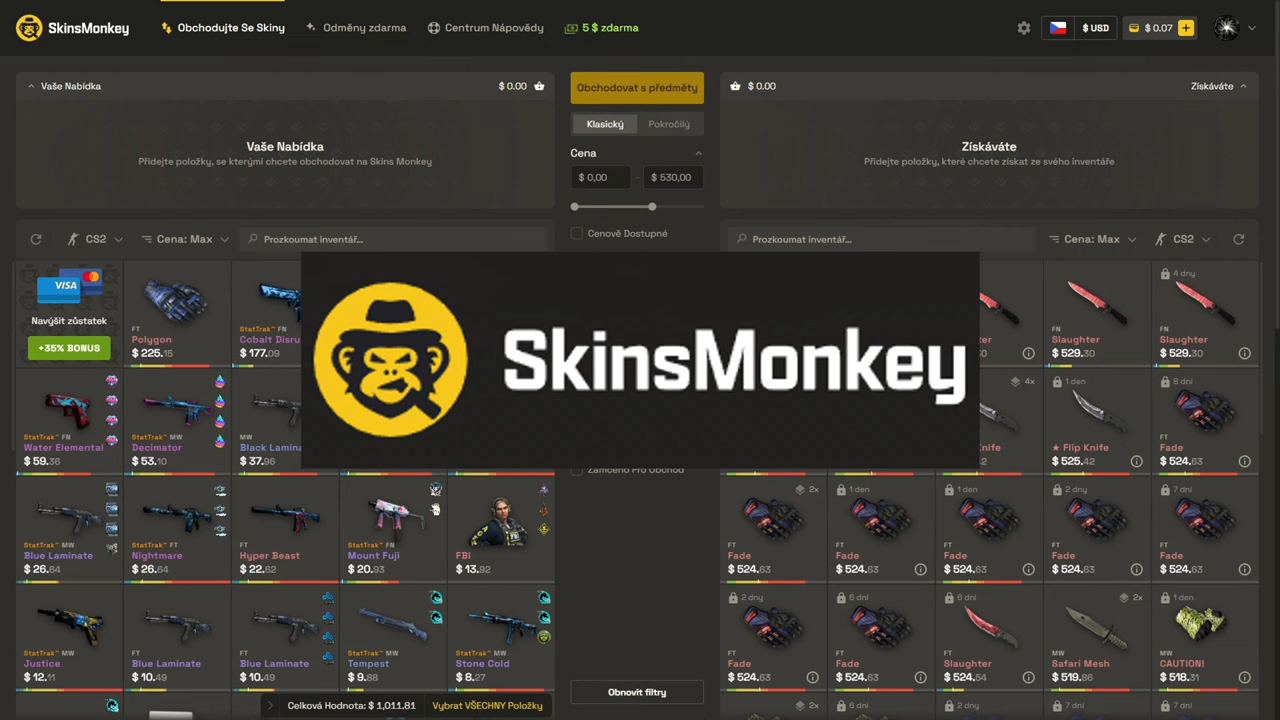 SkinsMonkey
Obchodujte Se Skiny
Odměny zdarma
Centrum Nápovědy
5 $ zdarma
$ USD
$ 0.07
Vaše Nabídka
$ 0.00
Obchodovat s předměty
$ 0.00
Získáváte
Vaše Nabídka
Přidejte položky, se kterými chcete obchodovat na Skins Monkey
Klasický
Pokročilý
Cena
$ 0,00
-
$ 530,00
Cenově Dostupné
Získáváte
Přidejte položky, které chcete získat ze svého inventáře
CS2
Cena: Max
Prozkoumat inventář...
Prozkoumat inventář...
Cena: Max
CS2
VISA
Navýšit zůstatek
+35% BONUS
FT
Polygon
$ 225.15
StatTrak™ FN
$ 177.09
SkinsMonkey
FN
Slaughter
$ 529.30
4 dny
FN
Slaughter
$ 529.30
StatTrak™ FN
Water Elemental
$ 59.36
StatTrak™ MW
Decimator
$ 53.10
StatTrak™ MW
$ 37.96
4x
1 den
★ Flip Knife
$ 525.42
8 dní
FT
Fade
$ 524.63
StatTrak™ MW
Blue Laminate
$ 26.64
StatTrak™ FT
Nightmare
$ 26.64
FT
Hyper Beast
$ 22.62
StatTrak™ FN
Mount Fuji
$ 20.93
FBI
$ 13.92
2x
FT
Fade
$ 524.63
1 den
FT
Fade
$ 524.63
1 den
FT
Fade
$ 524.63
2 dny
FT
Fade
$ 524.63
7 dní
FT
Fade
$ 524.63
StatTrak™ MW
Justice
$ 12.11
FT
Blue Laminate
$ 10.49
FT
Blue Laminate
$ 10.49
StatTrak™ MW
Tempest
$ 9.88
StatTrak™ MW
Stone Cold
$ 8.27
2 dny
FT
Fade
$ 524.63
6 dní
FT
Fade
$ 524.63
6 dní
FT
Slaughter
$ 524.54
2x
MW
Safari Mesh
$ 519.86
1 den
MW
CAUTION!
$ 518.31
Obnovit filtry
Celková Hodnota: $ 1,011.81
Vybrat VŠECHNY Položky
2x
6 dní
2 dny
7 dní